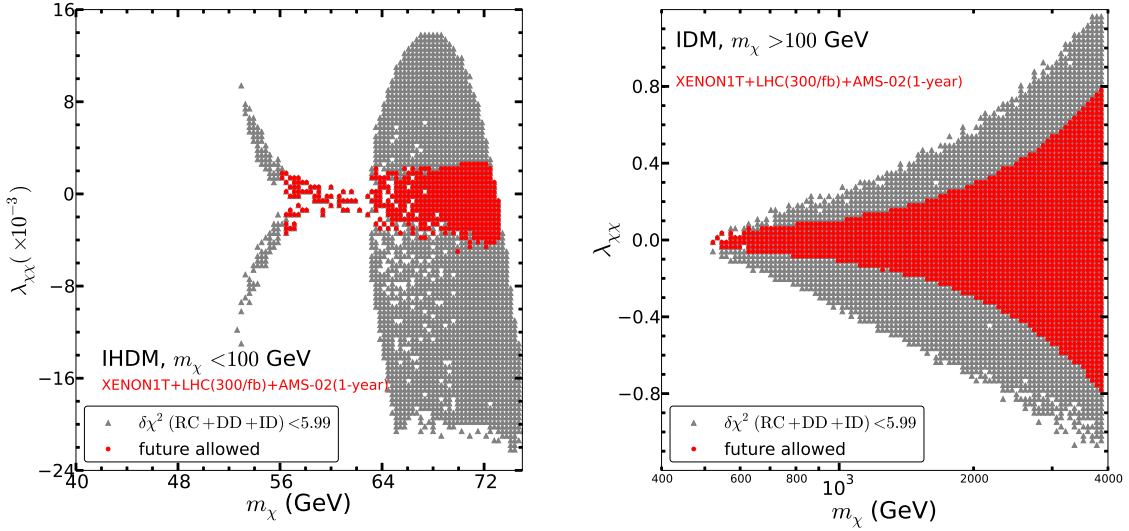 16
8
0
−8
−16
−24
λχχ( ×10⁻³)
IHDM, mχ <100 GeV
XENON1T+LHC(300/fb)+AMS-02(1-year)
δχ² (RC+DD+ID)<5.99
future allowed
40 48 56 64 72
mχ (GeV)
0.8
0.4
0.0
−0.4
−0.8
λχχ
IDM, mχ >100 GeV
XENON1T+LHC(300/fb)+AMS-02(1-year)
δχ² (RC+DD+ID)<5.99
future allowed
400 600 800 10³ 2000 4000
mχ (GeV)